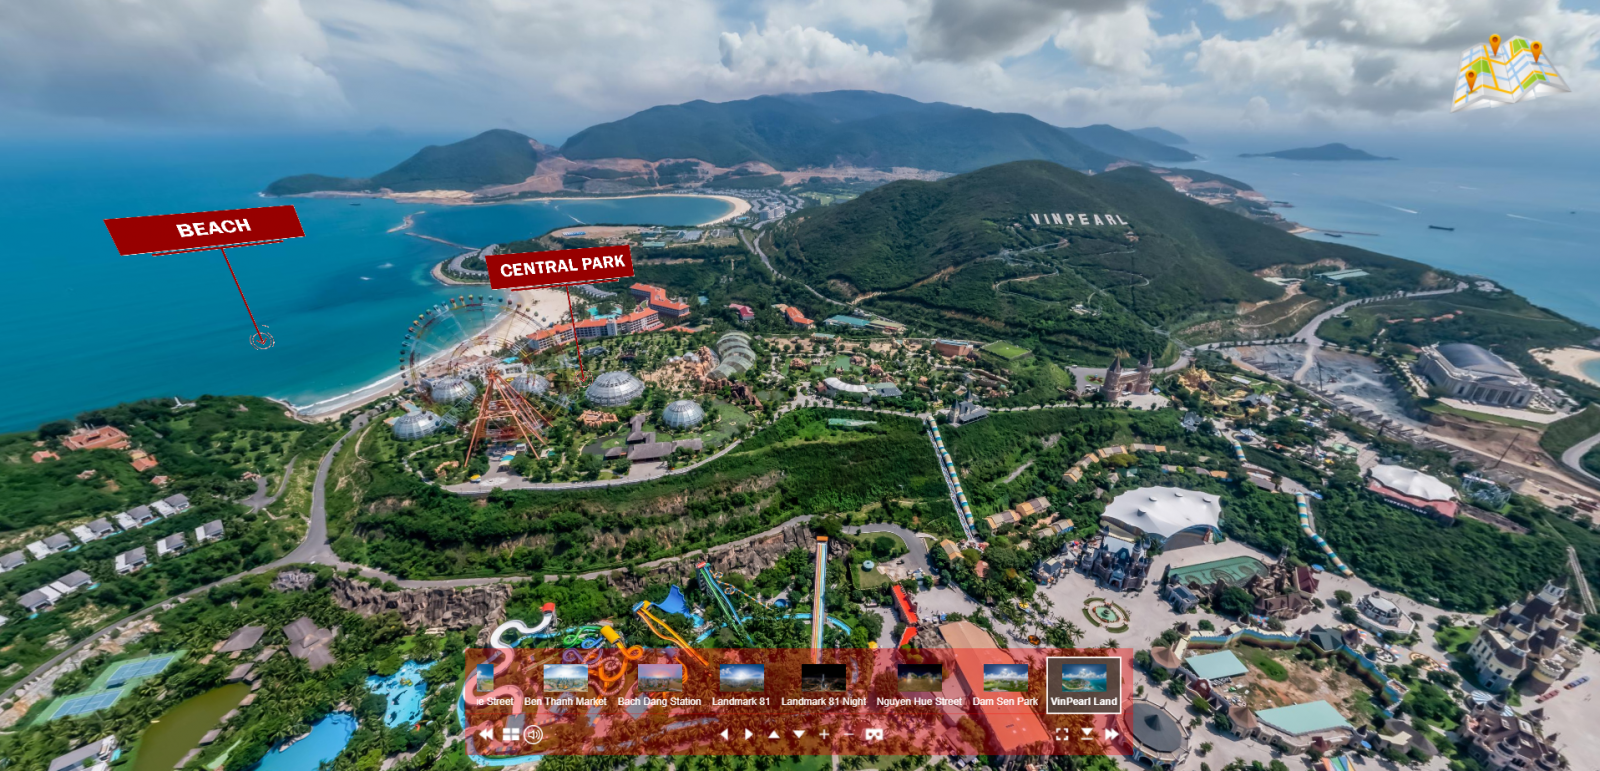 VINPEARL
BEACH
CENTRAL PARK
e Street
Ben Thanh Market
Bach Dang Station
Landmark 81
Landmark 81 Night
Nguyen Hue Street
Dam Sen Park
VinPearl Land